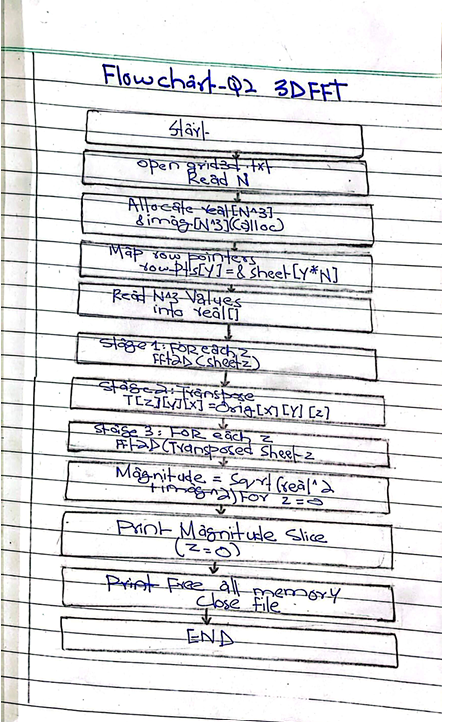 Flowchart-Q2 3DFFT
Start
open grid3d.txt
Read N
Allocate real[N^3]
&imag[N^3](calloc)
Map row pointers
row_pts[Y]=& sheet[Y*N]
Read N^3 Values
into real[]
Stage 1: FOR each z
FFt2D(sheetz)
Stage 2: Transpose
T[z][y][x]=Orig[x][Y][z]
Stage 3: FOR each z
FFt2D(Transposed sheet-z
Magnitude = Sqrt(real^2
+imag^2) FOR z=0
Print Magnitude Slice
(z=0)
Print Free all memory
Close File
END